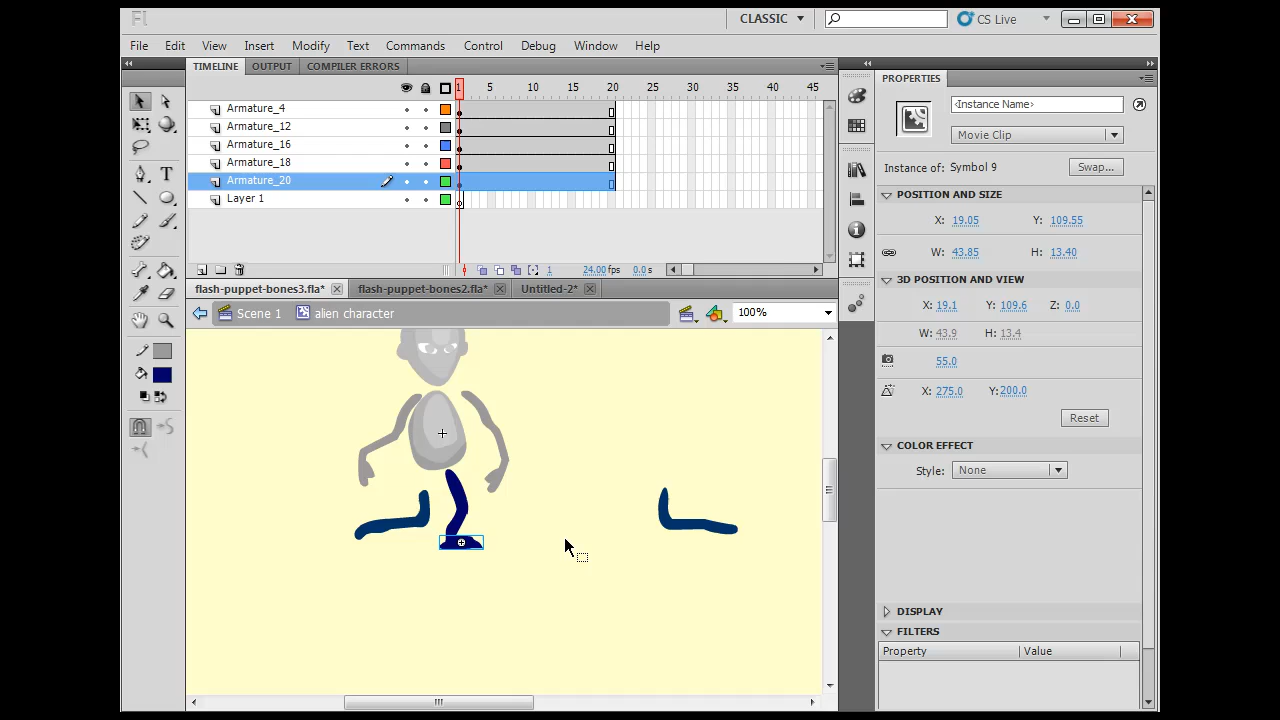 Fl CLASSIC CS Live
File Edit View Insert Modify Text Commands Control Debug Window Help
TIMELINE OUTPUT COMPILER ERRORS
1 5 10 15 20 25 30 35 40 45
Armature_4
Armature_12
Armature_16
Armature_18
Armature_20
Layer 1
1 24.00 fps 0.0 s
flash-puppet-bones3.fla* flash-puppet-bones2.fla* Untitled-2*
Scene 1 alien character 100%
PROPERTIES
<Instance Name>
Movie Clip
Instance of: Symbol 9 Swap...
POSITION AND SIZE
X: 19.05 Y: 109.55
W: 43.85 H: 13.40
3D POSITION AND VIEW
X: 19.1 Y: 109.6 Z: 0.0
W: 43.9 H: 13.4
55.0
X: 275.0 Y: 200.0
Reset
COLOR EFFECT
Style: None
DISPLAY
FILTERS
Property Value